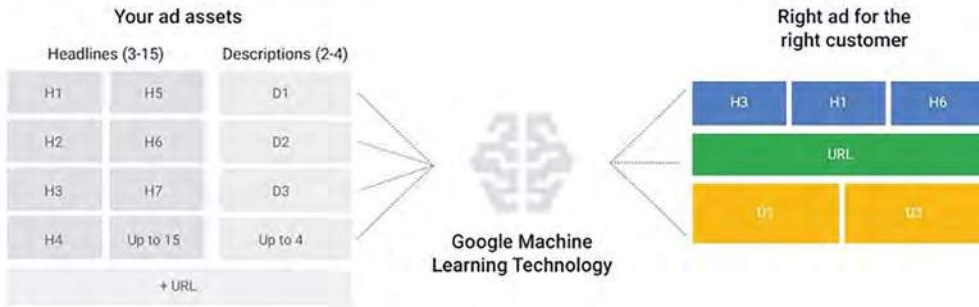 Your ad assets
Headlines (3-15)
Descriptions (2-4)
H1
H5
D1
H2
H6
D2
H3
H7
D3
H4
Up to 15
Up to 4
+ URL
Google Machine
Learning Technology
Right ad for the
right customer
H3
H1
H6
URL
D1
D3